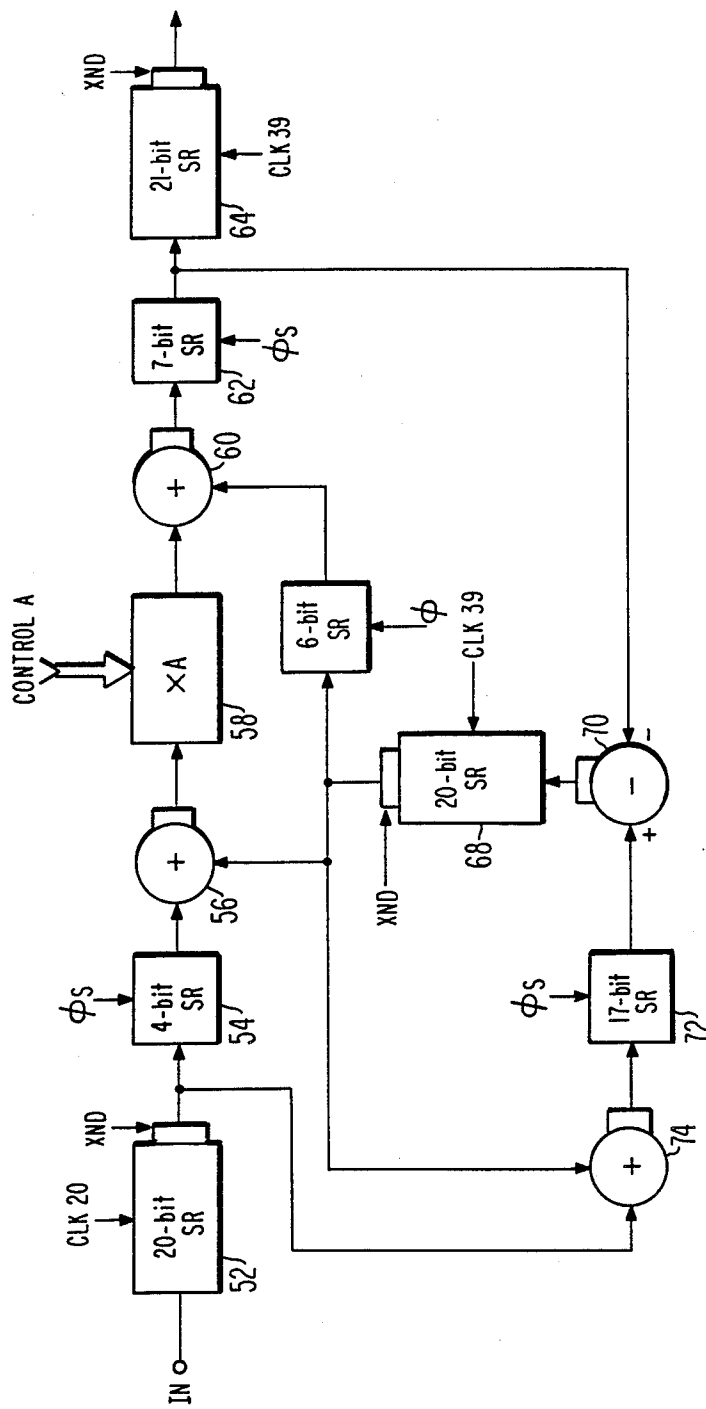 IN
CLK 20
20-bit
SR
52
XND
ϕS
4-bit
SR
54
+
56
CONTROL A
×A
58
+
60
7-bit
SR
62
ϕS
21-bit
SR
64
XND
CLK 39
6-bit
SR
ϕ
XND
20-bit
SR
68
CLK 39
+
-
-
70
ϕS
17-bit
SR
72
+
74